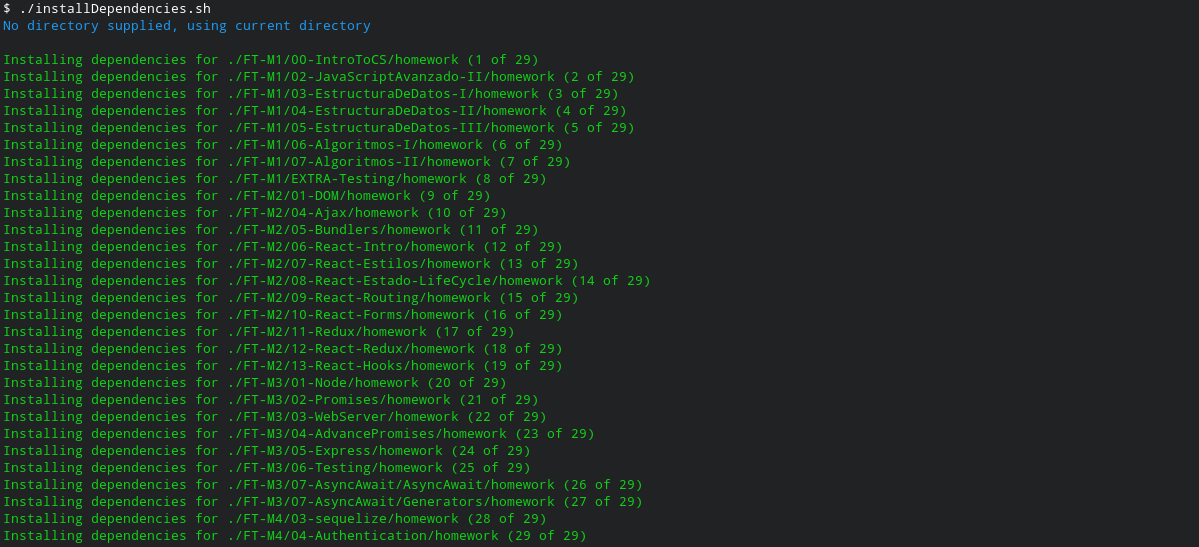 $ ./installDependencies.sh
No directory supplied, using current directory
Installing dependencies for ./FT-M1/00-IntroToCS/homework (1 of 29)
Installing dependencies for ./FT-M1/02-JavaScriptAvanzado-II/homework (2 of 29)
Installing dependencies for ./FT-M1/03-EstructuraDeDatos-I/homework (3 of 29)
Installing dependencies for ./FT-M1/04-EstructuraDeDatos-II/homework (4 of 29)
Installing dependencies for ./FT-M1/05-EstructuraDeDatos-III/homework (5 of 29)
Installing dependencies for ./FT-M1/06-Algoritmos-I/homework (6 of 29)
Installing dependencies for ./FT-M1/07-Algoritmos-II/homework (7 of 29)
Installing dependencies for ./FT-M1/EXTRA-Testing/homework (8 of 29)
Installing dependencies for ./FT-M2/01-DOM/homework (9 of 29)
Installing dependencies for ./FT-M2/04-Ajax/homework (10 of 29)
Installing dependencies for ./FT-M2/05-Bundlers/homework (11 of 29)
Installing dependencies for ./FT-M2/06-React-Intro/homework (12 of 29)
Installing dependencies for ./FT-M2/07-React-Estilos/homework (13 of 29)
Installing dependencies for ./FT-M2/08-React-Estado-LifeCycle/homework (14 of 29)
Installing dependencies for ./FT-M2/09-React-Routing/homework (15 of 29)
Installing dependencies for ./FT-M2/10-React-Forms/homework (16 of 29)
Installing dependencies for ./FT-M2/11-Redux/homework (17 of 29)
Installing dependencies for ./FT-M2/12-React-Redux/homework (18 of 29)
Installing dependencies for ./FT-M2/13-React-Hooks/homework (19 of 29)
Installing dependencies for ./FT-M3/01-Node/homework (20 of 29)
Installing dependencies for ./FT-M3/02-Promises/homework (21 of 29)
Installing dependencies for ./FT-M3/03-WebServer/homework (22 of 29)
Installing dependencies for ./FT-M3/04-AdvancePromises/homework (23 of 29)
Installing dependencies for ./FT-M3/05-Express/homework (24 of 29)
Installing dependencies for ./FT-M3/06-Testing/homework (25 of 29)
Installing dependencies for ./FT-M3/07-AsyncAwait/AsyncAwait/homework (26 of 29)
Installing dependencies for ./FT-M3/07-AsyncAwait/Generators/homework (27 of 29)
Installing dependencies for ./FT-M4/03-sequelize/homework (28 of 29)
Installing dependencies for ./FT-M4/04-Authentication/homework (29 of 29)